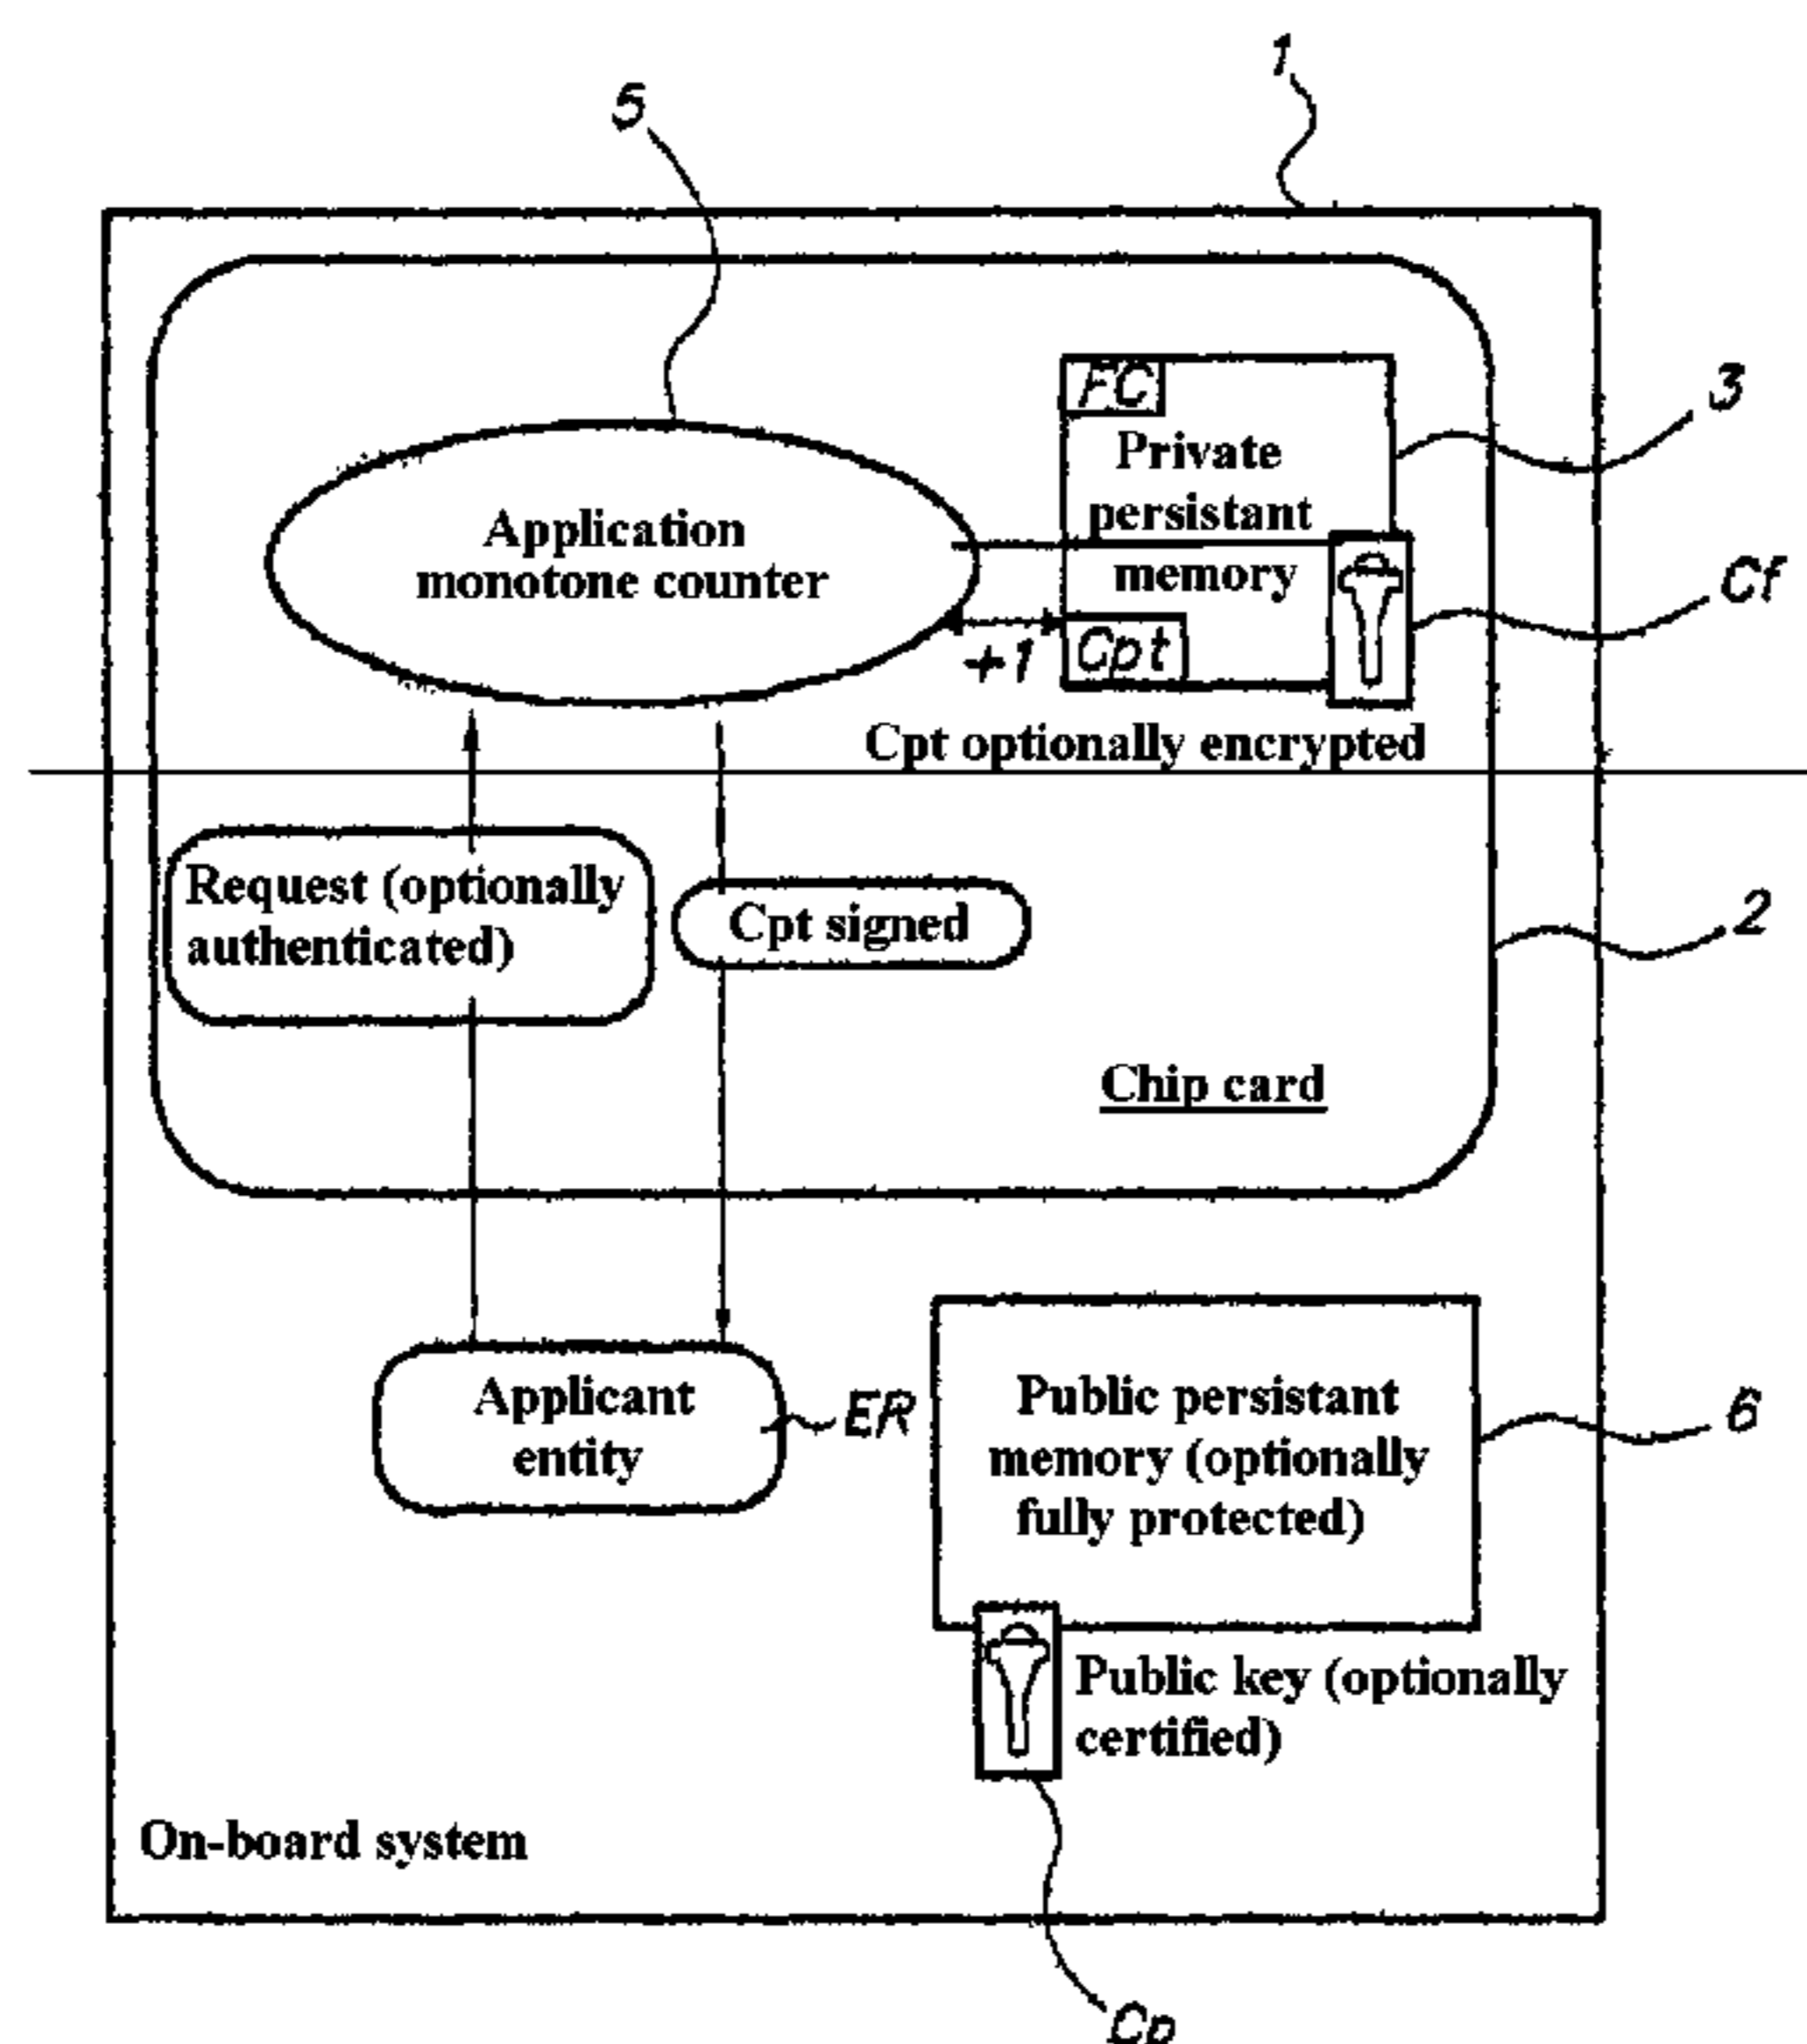 1
5
FC
3
Private
persistant
memory
Application
monotone counter
Cf
+1
Cpt
Cpt optionally encrypted
Request (optionally
authenticated)
Cpt signed
2
Chip card
Applicant
entity
ER
Public persistant
memory (optionally
fully protected)
6
Public key (optionally
certified)
On-board system
Cp